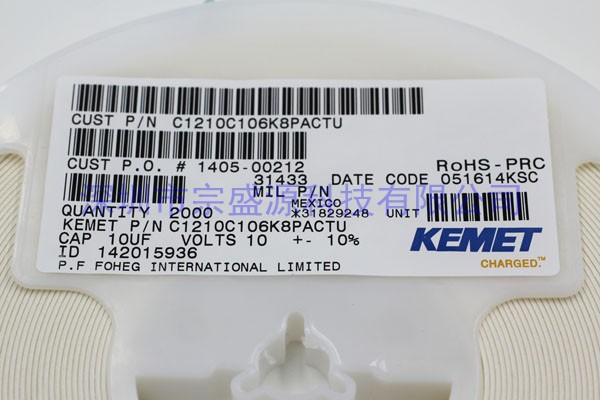 CUST P/N C1210C106K8PACTU
CUST P.O. # 1405-00212
RoHS-PRC
31433 DATE CODE 051614KSC
MIL P/N
深圳市宗盛源科技有限公司
MEXICO
QUANTITY 2000 *31829248 UNIT
KEMET P/N C1210C106K8PACTU
CAP 10UF VOLTS 10 +- 10%
KEMET
ID 142015936
CHARGED.™
P.F FOHEG INTERNATIONAL LIMITED